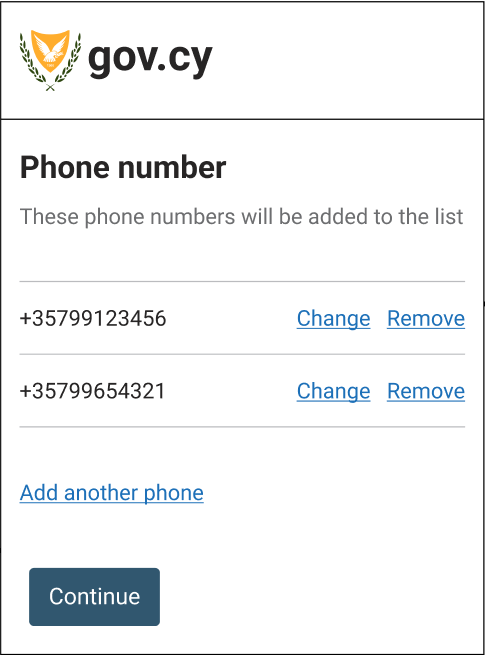 gov.cy
Phone number
These phone numbers will be added to the list
+35799123456 Change Remove
+35799654321 Change Remove
Add another phone
Continue